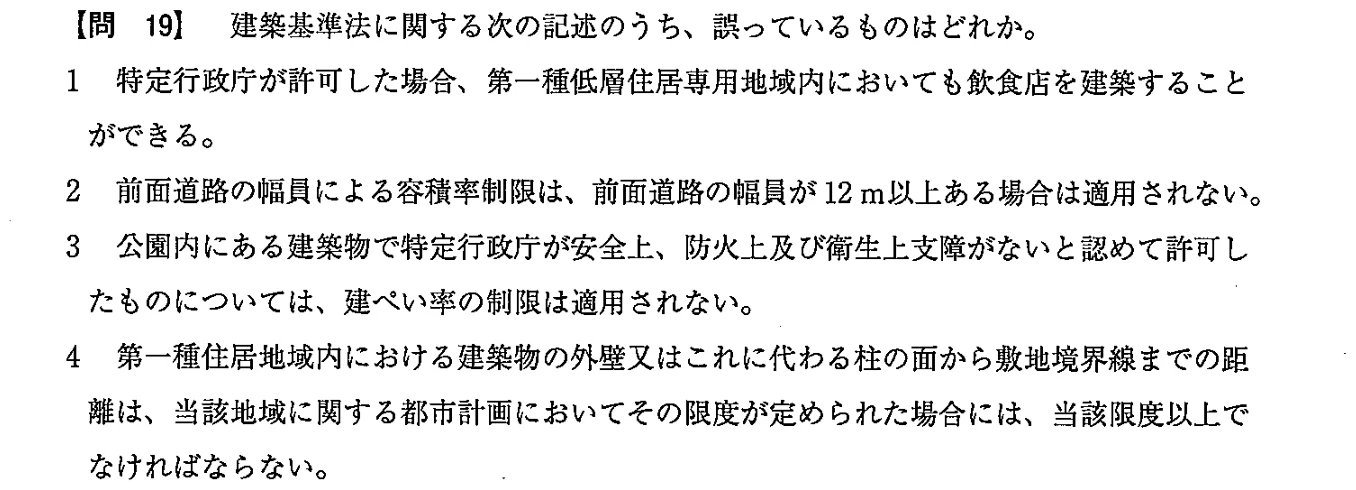 【問 19】 建築基準法に関する次の記述のうち、誤っているものはどれか。
1 特定行政庁が許可した場合、第一種低層住居専用地域内においても飲食店を建築すること
ができる。
2 前面道路の幅員による容積率制限は、前面道路の幅員が 12 m以上ある場合は適用されない。
3 公園内にある建築物で特定行政庁が安全上、防火上及び衛生上支障がないと認めて許可し
たものについては、建ぺい率の制限は適用されない。
4 第一種住居地域内における建築物の外壁又はこれに代わる柱の面から敷地境界線までの距
離は、当該地域に関する都市計画においてその限度が定められた場合には、当該限度以上で
なければならない。